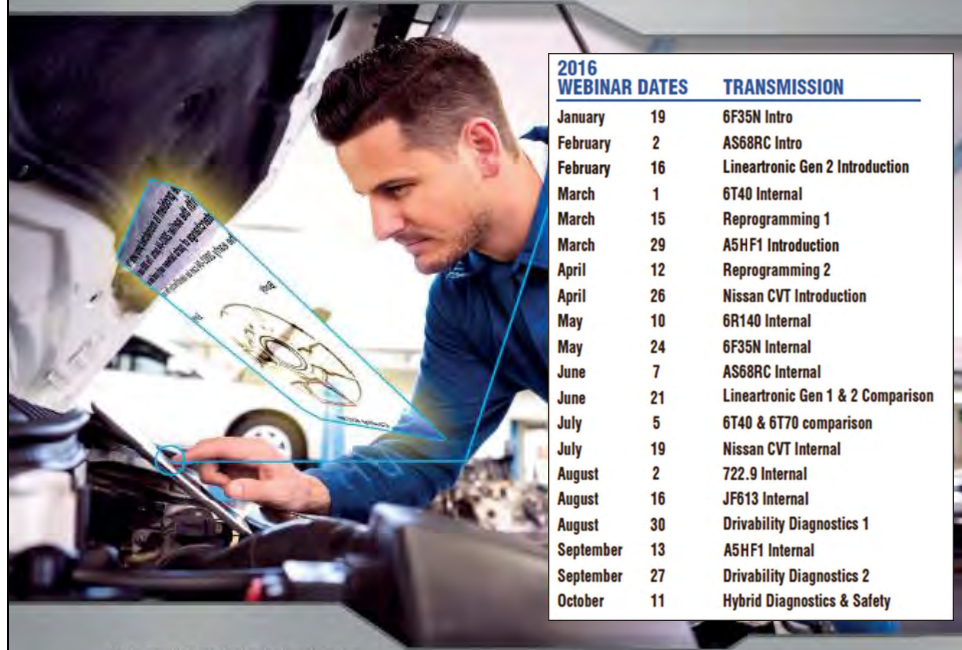 2016
WEBINAR DATES TRANSMISSION
January 19 6F35N Intro
February 2 AS68RC Intro
February 16 Lineartronic Gen 2 Introduction
March 1 6T40 Internal
March 15 Reprogramming 1
March 29 A5HF1 Introduction
April 12 Reprogramming 2
April 26 Nissan CVT Introduction
May 10 6R140 Internal
May 24 6F35N Internal
June 7 AS68RC Internal
June 21 Lineartronic Gen 1 & 2 Comparison
July 5 6T40 & 6T70 comparison
July 19 Nissan CVT Internal
August 2 722.9 Internal
August 16 JF613 Internal
August 30 Drivability Diagnostics 1
September 13 A5HF1 Internal
September 27 Drivability Diagnostics 2
October 11 Hybrid Diagnostics & Safety